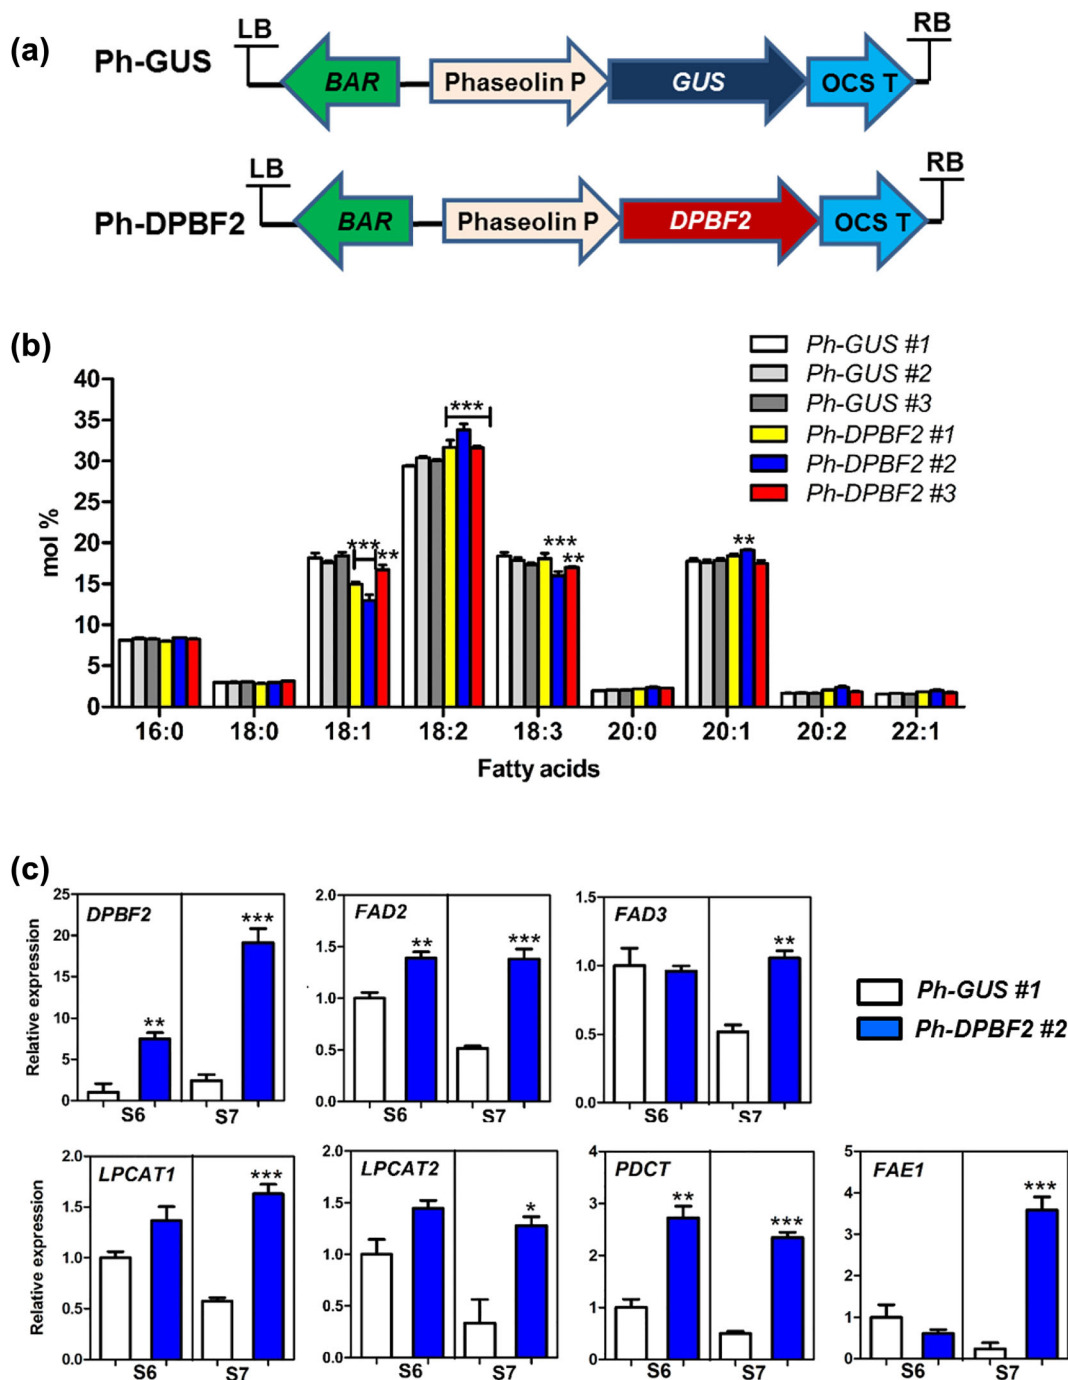 (a)
Ph-GUS
LB
BAR
Phaseolin P
GUS
OCS T
RB
Ph-DPBF2
LB
BAR
Phaseolin P
DPBF2
OCS T
RB
(b)
Ph-GUS #1
Ph-GUS #2
Ph-GUS #3
Ph-DPBF2 #1
Ph-DPBF2 #2
Ph-DPBF2 #3
mol %
40
35
30
25
20
15
10
5
0
*** **
***
***
**
**
16:0 18:0 18:1 18:2 18:3 20:0 20:1 20:2 22:1
Fatty acids
(c)
Relative expression
DPBF2
25
20
15
10
5
0
** ***
S6 S7
FAD2
2.0
1.5
1.0
0.5
0.0
** ***
S6 S7
FAD3
1.5
1.0
0.5
0.0
**
S6 S7
Ph-GUS #1
Ph-DPBF2 #2
Relative expression
LPCAT1
2.0
1.5
1.0
0.5
0.0
***
S6 S7
LPCAT2
2.0
1.5
1.0
0.5
0.0
*
S6 S7
PDCT
4
3
2
1
0
** ***
S6 S7
FAE1
5
4
3
2
1
0
***
S6 S7